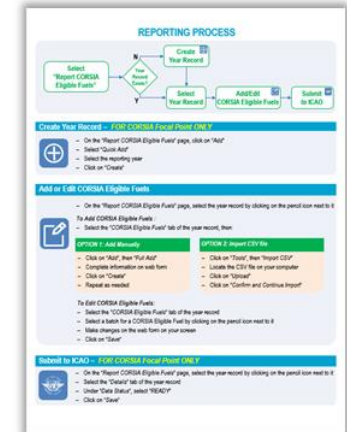 REPORTING PROCESS
Select
"Report CORSIA
Eligible Fuels"
Year
Record
Exists?
N
Create
Year Record
Y
Select
Year Record
Add/Edit
CORSIA Eligible Fuels
Submit
to ICAO
Create Year Record – FOR CORSIA Focal Point ONLY
– On the "Report CORSIA Eligible Fuels" page, click on "Add"
– Select "Quick Add"
– Select the reporting year
– Click on "Create"
Add or Edit CORSIA Eligible Fuels
– On the "Report CORSIA Eligible Fuels" page, select the year record by clicking on the pencil icon next to it
To Add CORSIA Eligible Fuels :
– Select the "CORSIA Eligible Fuels" tab of the year record, then:
OPTION 1: Add Manually
– Click on "Add", then "Full Add"
– Complete information on web form
– Click on "Create"
– Repeat as needed
OPTION 2: Import CSV file
– Click on "Tools", then "Import CSV"
– Locate the CSV file on your computer
– Click on "Upload"
– Click on "Confirm and Continue Import"
To Edit CORSIA Eligible Fuels:
– Select the "CORSIA Eligible Fuels" tab of the year record
– Select a batch for a CORSIA Eligible Fuel by clicking on the pencil icon next to it
– Make changes on the web form on your screen
– Click on "Save"
Submit to ICAO – FOR CORSIA Focal Point ONLY
– On the "Report CORSIA Eligible Fuels" page, select the year record by clicking on the pencil icon next to it
– Select the "Details" tab of the year record
– Under "Data Status", select "READY"
– Click on "Save"